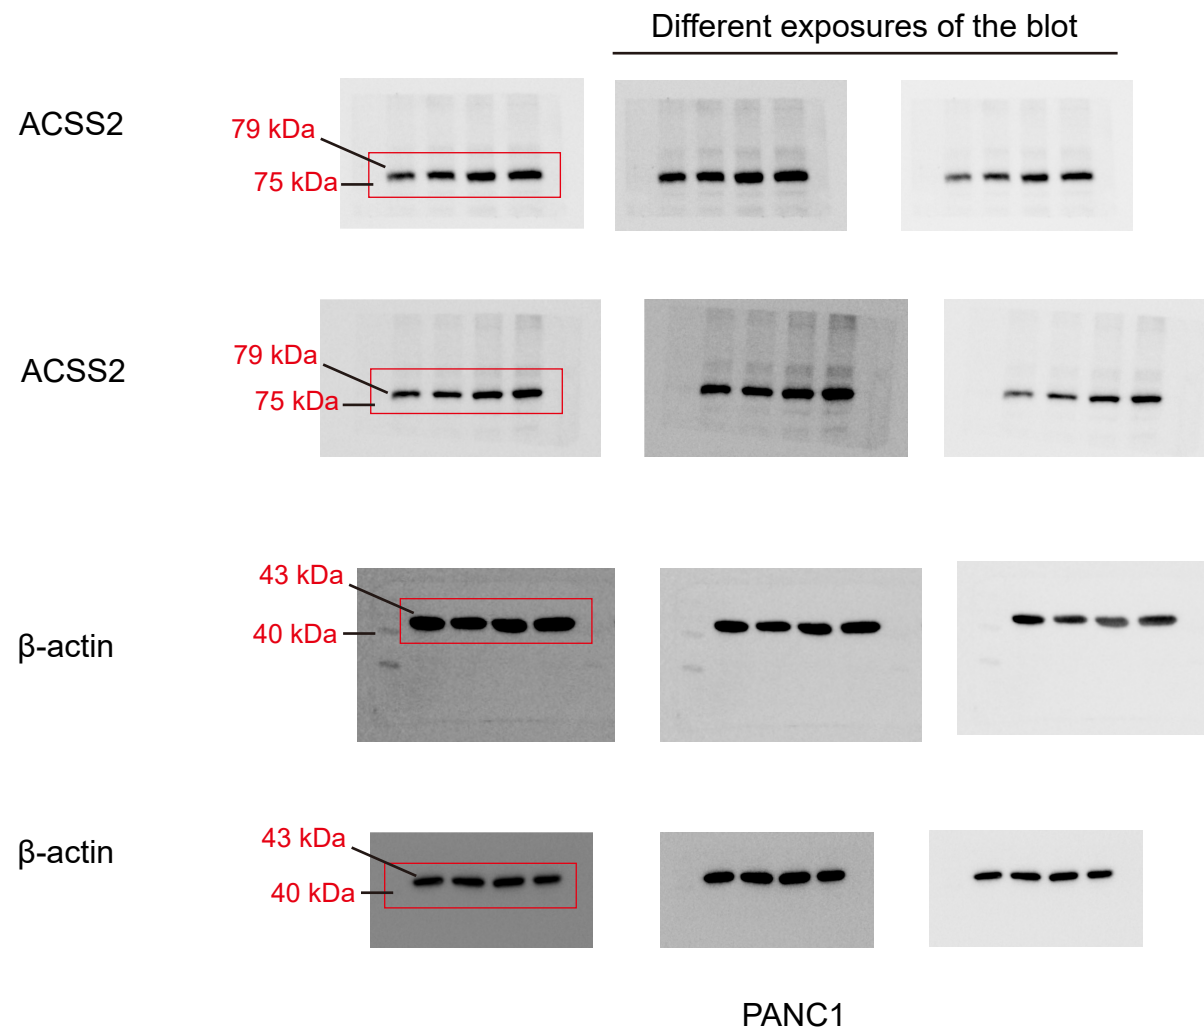 Different exposures of the blot
ACSS2
79 kDa
75 kDa
ACSS2
79 kDa
75 kDa
β-actin
43 kDa
40 kDa
β-actin
43 kDa
40 kDa
PANC1